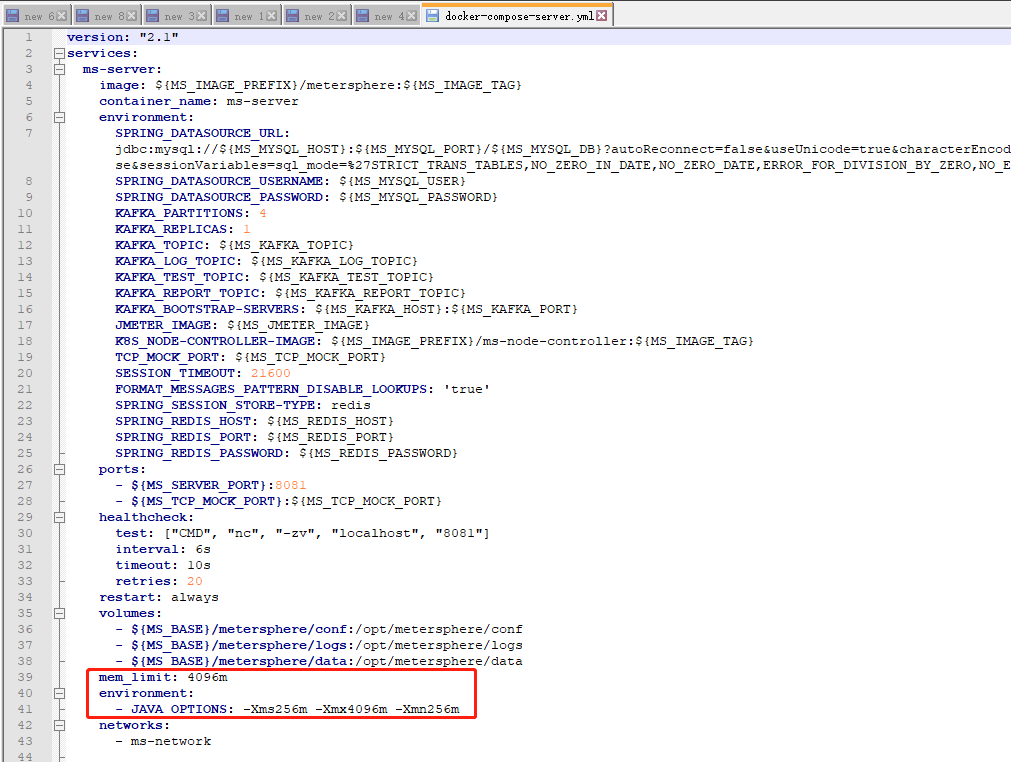 new 6 new 8 new 3 new 1 new 2 new 4 docker-compose-server.yml
1 version: "2.1"
2 services:
3 ms-server:
4 image: ${MS_IMAGE_PREFIX}/metersphere:${MS_IMAGE_TAG}
5 container_name: ms-server
6 environment:
7 SPRING_DATASOURCE_URL:
jdbc:mysql://${MS_MYSQL_HOST}:${MS_MYSQL_PORT}/${MS_MYSQL_DB}?autoReconnect=false&useUnicode=true&characterEncod
se&sessionVariables=sql_mode=%27STRICT_TRANS_TABLES,NO_ZERO_IN_DATE,NO_ZERO_DATE,ERROR_FOR_DIVISION_BY_ZERO,NO_E
8 SPRING_DATASOURCE_USERNAME: ${MS_MYSQL_USER}
9 SPRING_DATASOURCE_PASSWORD: ${MS_MYSQL_PASSWORD}
10 KAFKA_PARTITIONS: 4
11 KAFKA_REPLICAS: 1
12 KAFKA_TOPIC: ${MS_KAFKA_TOPIC}
13 KAFKA_LOG_TOPIC: ${MS_KAFKA_LOG_TOPIC}
14 KAFKA_TEST_TOPIC: ${MS_KAFKA_TEST_TOPIC}
15 KAFKA_REPORT_TOPIC: ${MS_KAFKA_REPORT_TOPIC}
16 KAFKA_BOOTSTRAP-SERVERS: ${MS_KAFKA_HOST}:${MS_KAFKA_PORT}
17 JMETER_IMAGE: ${MS_JMETER_IMAGE}
18 K8S_NODE-CONTROLLER-IMAGE: ${MS_IMAGE_PREFIX}/ms-node-controller:${MS_IMAGE_TAG}
19 TCP_MOCK_PORT: ${MS_TCP_MOCK_PORT}
20 SESSION_TIMEOUT: 21600
21 FORMAT_MESSAGES_PATTERN_DISABLE_LOOKUPS: 'true'
22 SPRING_SESSION_STORE-TYPE: redis
23 SPRING_REDIS_HOST: ${MS_REDIS_HOST}
24 SPRING_REDIS_PORT: ${MS_REDIS_PORT}
25 SPRING_REDIS_PASSWORD: ${MS_REDIS_PASSWORD}
26 ports:
27 - ${MS_SERVER_PORT}:8081
28 - ${MS_TCP_MOCK_PORT}:${MS_TCP_MOCK_PORT}
29 healthcheck:
30 test: ["CMD", "nc", "-zv", "localhost", "8081"]
31 interval: 6s
32 timeout: 10s
33 retries: 20
34 restart: always
35 volumes:
36 - ${MS_BASE}/metersphere/conf:/opt/metersphere/conf
37 - ${MS_BASE}/metersphere/logs:/opt/metersphere/logs
38 - ${MS_BASE}/metersphere/data:/opt/metersphere/data
39 mem_limit: 4096m
40 environment:
41 - JAVA_OPTIONS: -Xms256m -Xmx4096m -Xmn256m
42 networks:
43 - ms-network
44